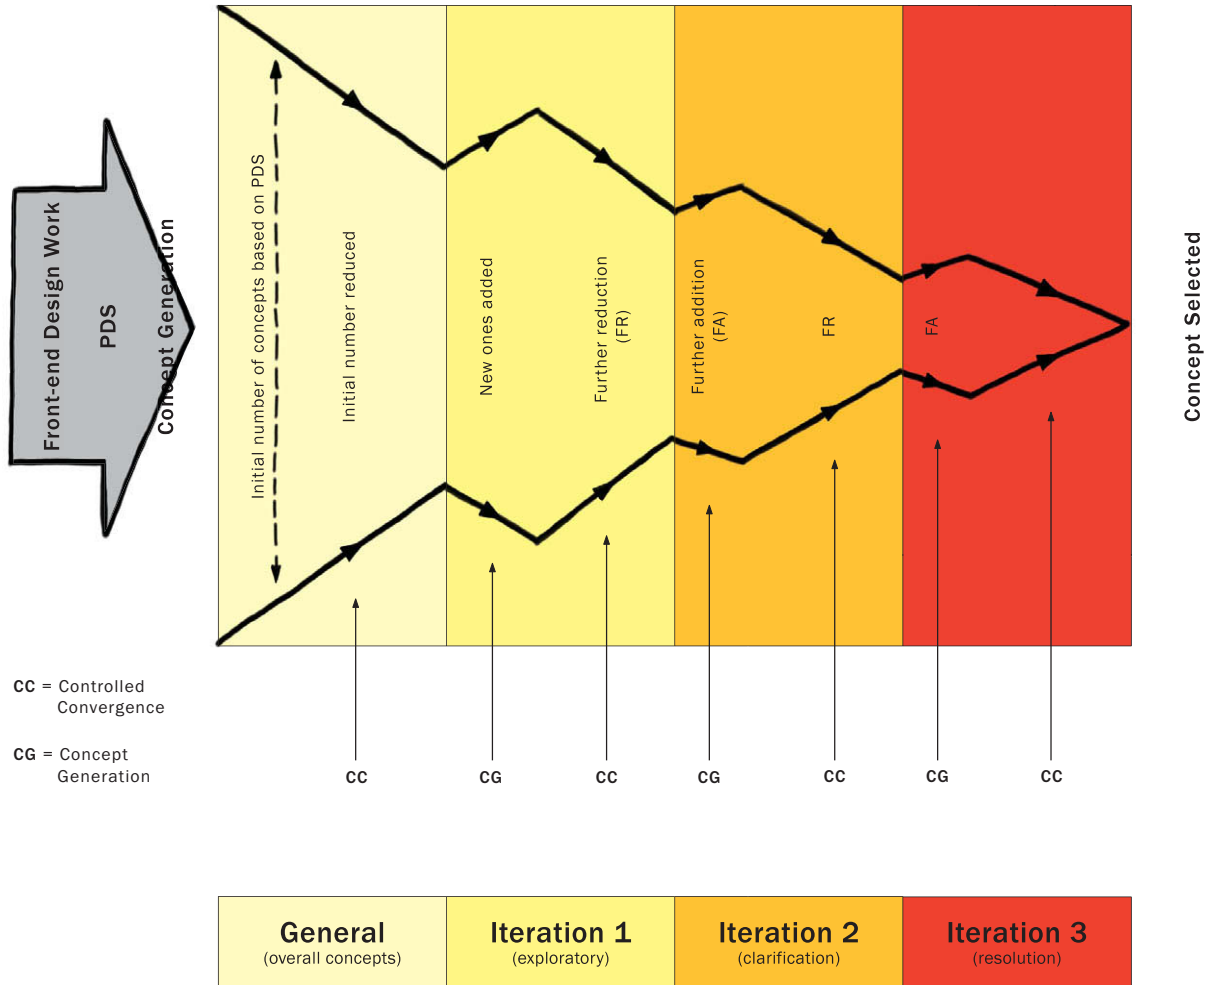 Front-end Design Work
PDS
Concept Generation
Initial number of concepts based on PDS
Initial number reduced
New ones added
Further reduction
(FR)
Further addition
(FA)
FR
FA
Concept Selected
CC = Controlled
Convergence
CG = Concept
Generation
CC
CG
CC
CG
CC
CG
CC
General
(overall concepts)
Iteration 1
(exploratory)
Iteration 2
(clarification)
Iteration 3
(resolution)